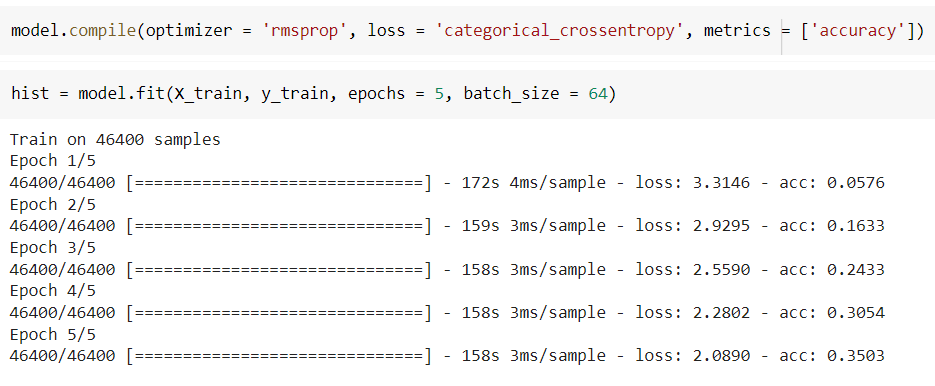 model.compile(optimizer = 'rmsprop', loss = 'categorical_crossentropy', metrics = ['accuracy'])
hist = model.fit(X_train, y_train, epochs = 5, batch_size = 64)
Train on 46400 samples
Epoch 1/5
46400/46400 [==============================] - 172s 4ms/sample - loss: 3.3146 - acc: 0.0576
Epoch 2/5
46400/46400 [==============================] - 159s 3ms/sample - loss: 2.9295 - acc: 0.1633
Epoch 3/5
46400/46400 [==============================] - 158s 3ms/sample - loss: 2.5590 - acc: 0.2433
Epoch 4/5
46400/46400 [==============================] - 158s 3ms/sample - loss: 2.2802 - acc: 0.3054
Epoch 5/5
46400/46400 [==============================] - 158s 3ms/sample - loss: 2.0890 - acc: 0.3503